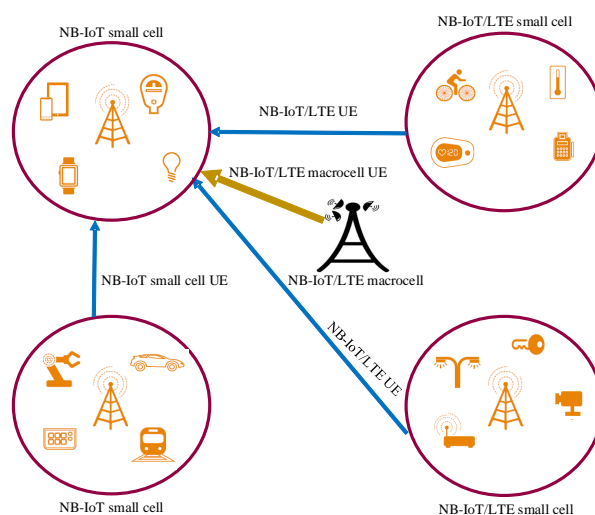 NB-IoT small cell
NB-IoT/LTE small cell
NB-IoT/LTE UE
120
NB-IoT/LTE macrocell UE
NB-IoT small cell UE
NB-IoT/LTE macrocell
NB-IoT/LTE UE
NB-IoT small cell
NB-IoT/LTE small cell